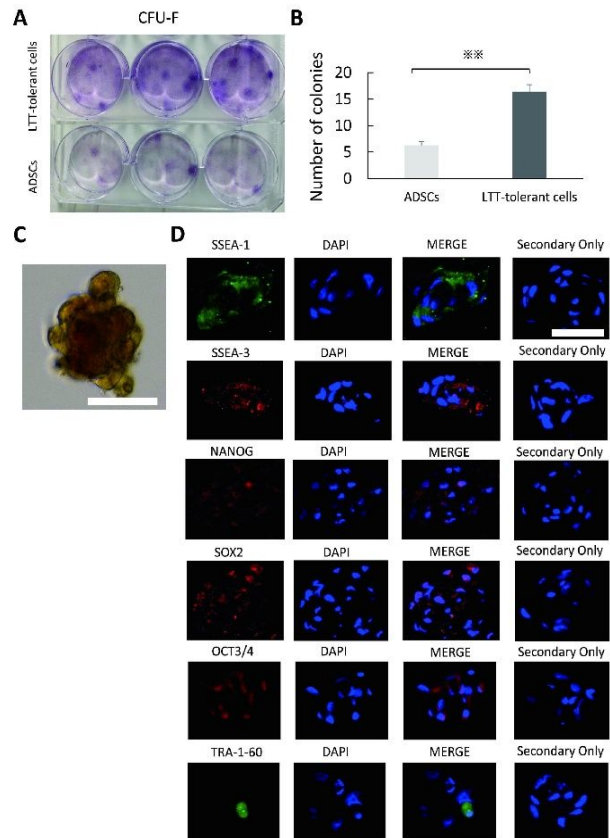 A
CFU-F
LTT-tolerant cells
ADSCs
B
※※
Number of colonies
20
15
10
5
0
ADSCs LTT-tolerant cells
C
D
SSEA-1 DAPI MERGE Secondary Only
SSEA-3 DAPI MERGE Secondary Only
NANOG DAPI MERGE Secondary Only
SOX2 DAPI MERGE Secondary Only
OCT3/4 DAPI MERGE Secondary Only
TRA-1-60 DAPI MERGE Secondary Only